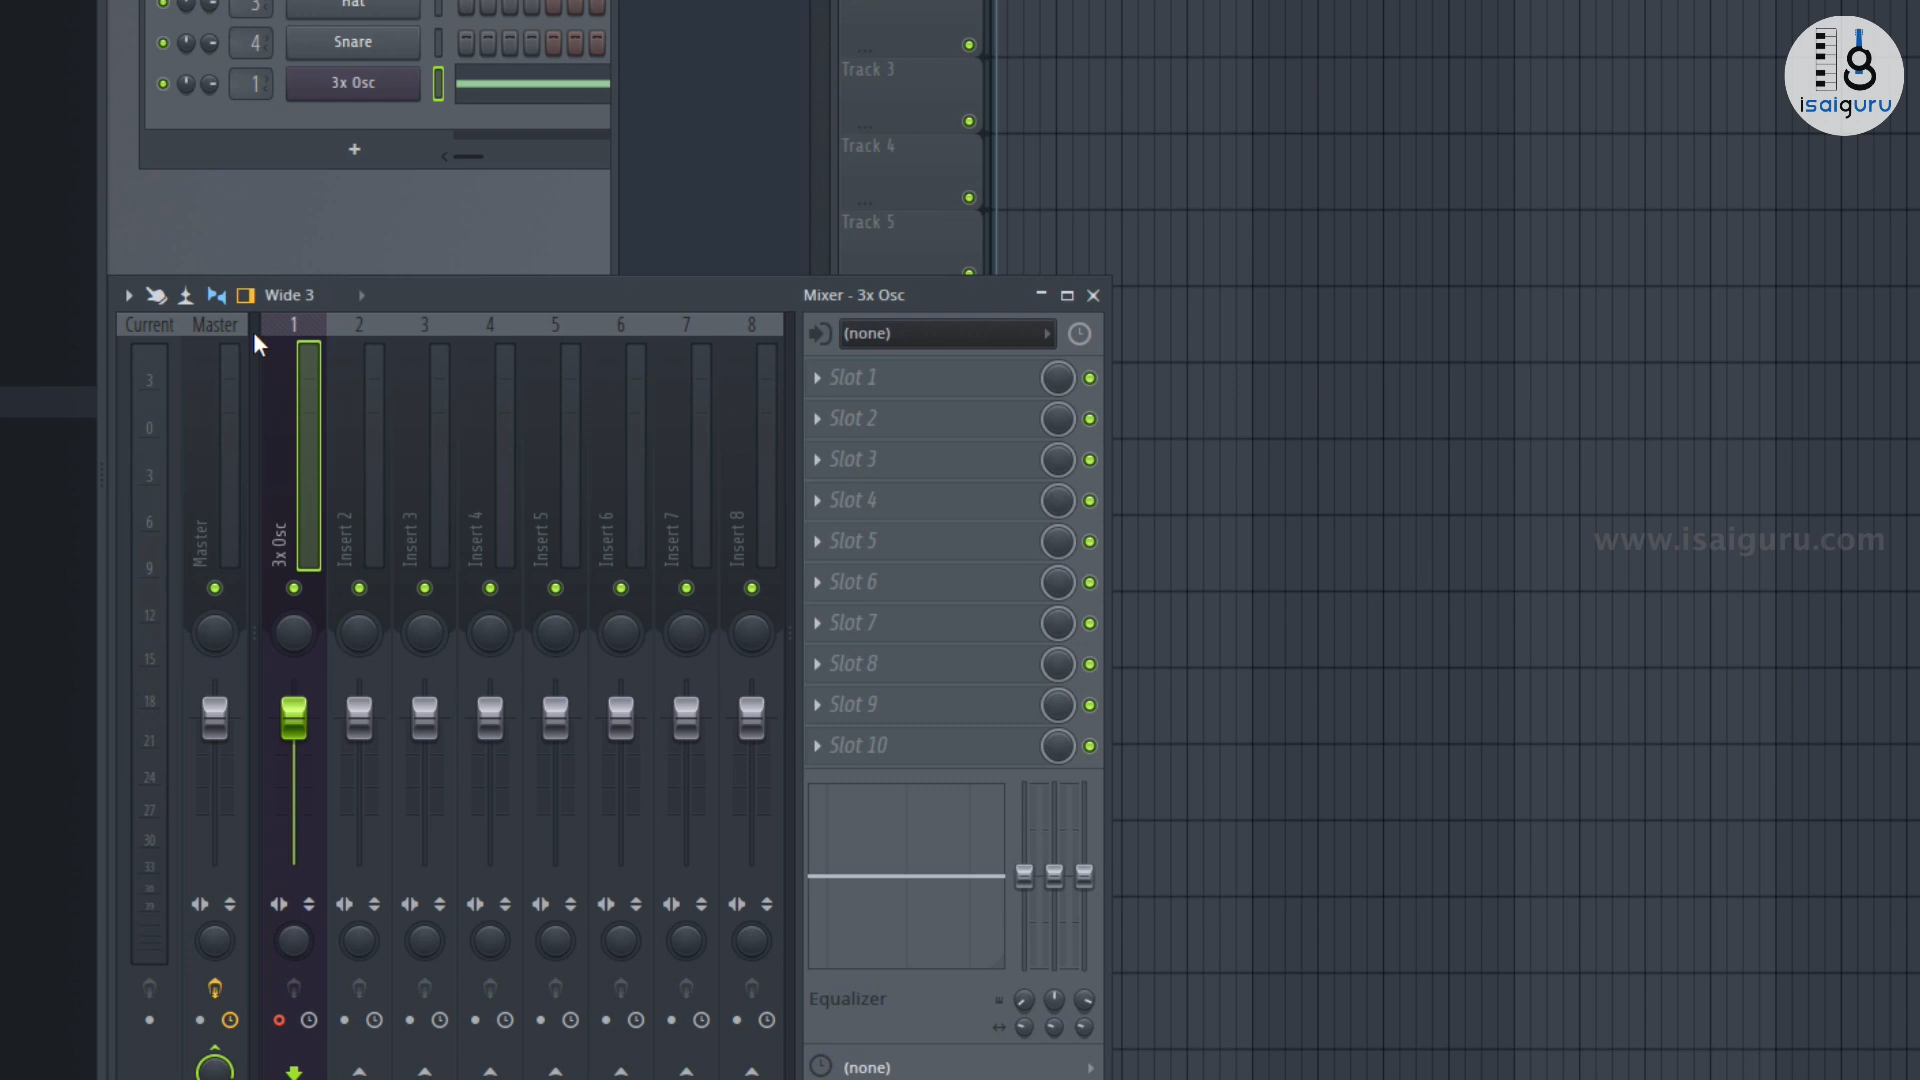 3
Hat
4
Snare
1
3x Osc
+
Track 3
Track 4
Track 5
isaiguru
Wide 3
Mixer - 3x Osc
Current
Master
1
2
3
4
5
6
7
8
(none)
3
0
3
6
9
12
15
18
21
24
27
30
33
36
39
Master
3x Osc
Insert 2
Insert 3
Insert 4
Insert 5
Insert 6
Insert 7
Insert 8
Slot 1
Slot 2
Slot 3
Slot 4
Slot 5
Slot 6
Slot 7
Slot 8
Slot 9
Slot 10
www.isaiguru.com
Equalizer
(none)